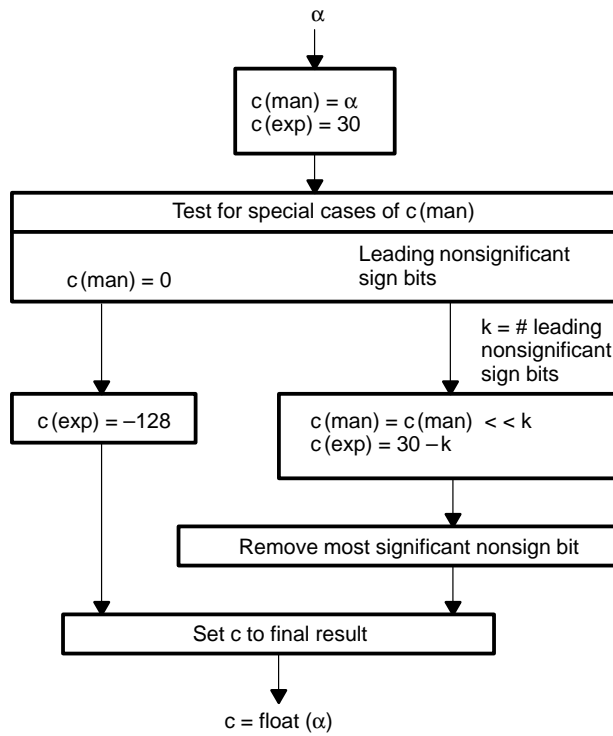 α
c(man) = α
c(exp) = 30
Test for special cases of c(man)
c(man) = 0
Leading nonsignificant
sign bits
k = # leading
nonsignificant
sign bits
c(exp) = –128
c(man) = c(man) < < k
c(exp) = 30 – k
Remove most significant nonsign bit
Set c to final result
c = float (α)